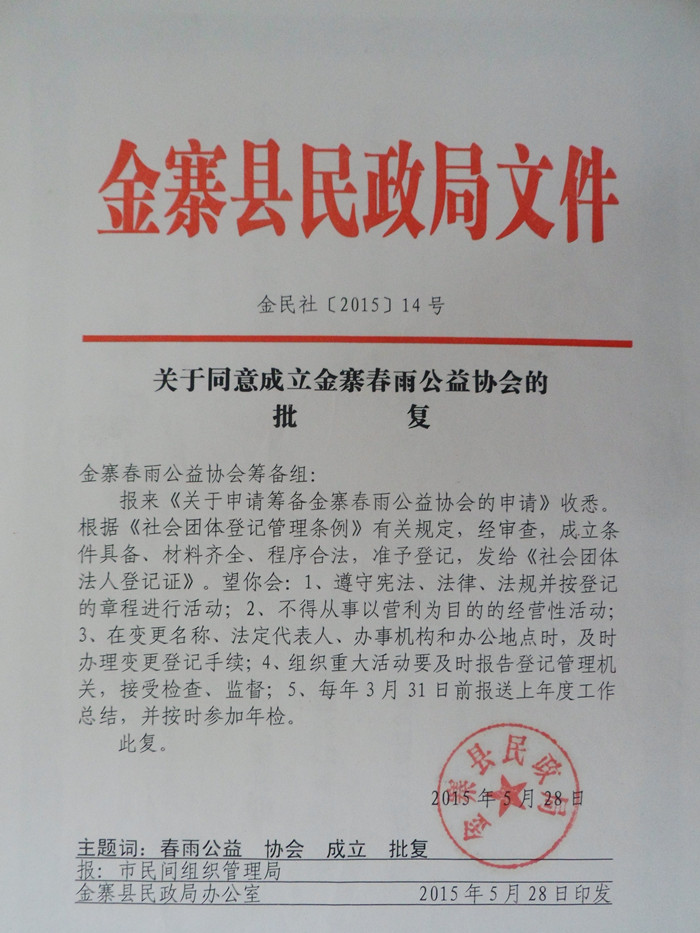 金寨县民政局文件
金民社〔2015〕14号
关于同意成立金寨春雨公益协会的
批 复
金寨春雨公益协会筹备组：
报来《关于申请筹备金寨春雨公益协会的申请》收悉。
根据《社会团体登记管理条例》有关规定，经审查，成立条
件具备、材料齐全、程序合法，准予登记，发给《社会团体
法人登记证》。望你会：1、遵守宪法、法律、法规并按登记
的章程进行活动；2、不得从事以营利为目的的经营性活动；
3、在变更名称、法定代表人、办事机构和办公地点时，及时
办理变更登记手续；4、组织重大活动要及时报告登记管理机
关，接受检查、监督；5、每年3月31日前报送上年度工作
总结，并按时参加年检。
此复。
金寨县民政局
2015年5月28日
主题词：春雨公益 协会 成立 批复
报：市民间组织管理局
金寨县民政局办公室 2015年5月28日印发